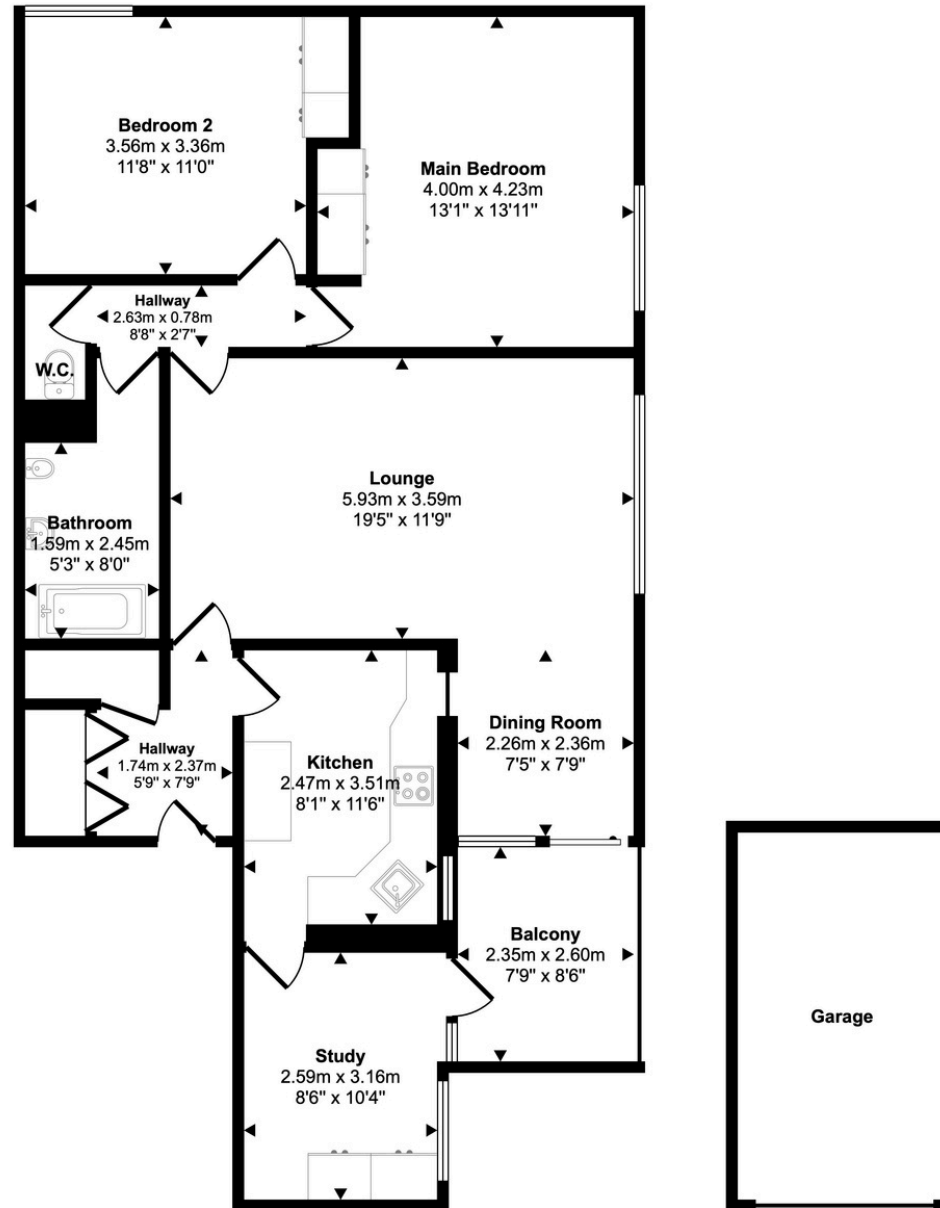 Bedroom 2
3.56m x 3.36m
11'8" x 11'0"
Main Bedroom
4.00m x 4.23m
13'1" x 13'11"
Hallway
2.63m x 0.78m
8'8" x 2'7"
W.C.
Lounge
5.93m x 3.59m
19'5" x 11'9"
Bathroom
1.59m x 2.45m
5'3" x 8'0"
Dining Room
2.26m x 2.36m
7'5" x 7'9"
Hallway
1.74m x 2.37m
5'9" x 7'9"
Kitchen
2.47m x 3.51m
8'1" x 11'6"
Balcony
2.35m x 2.60m
7'9" x 8'6"
Garage
Study
2.59m x 3.16m
8'6" x 10'4"